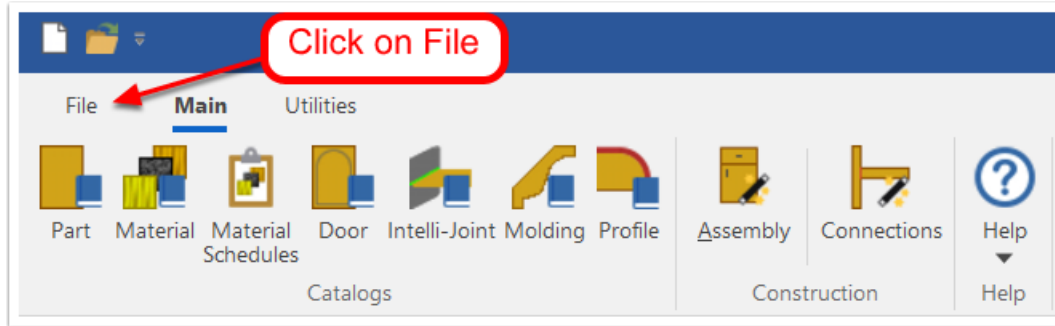 Click on File
File Main Utilities
Part Material Material Schedules Door Intelli-Joint Molding Profile Assembly Connections Help
Catalogs Construction Help